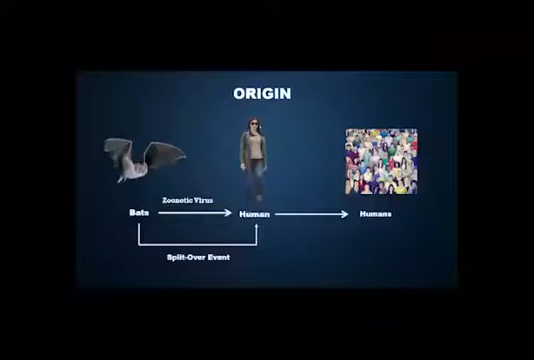 ORIGIN
Zoonotic Virus
Bats
Human
Humans
Split-Over Event